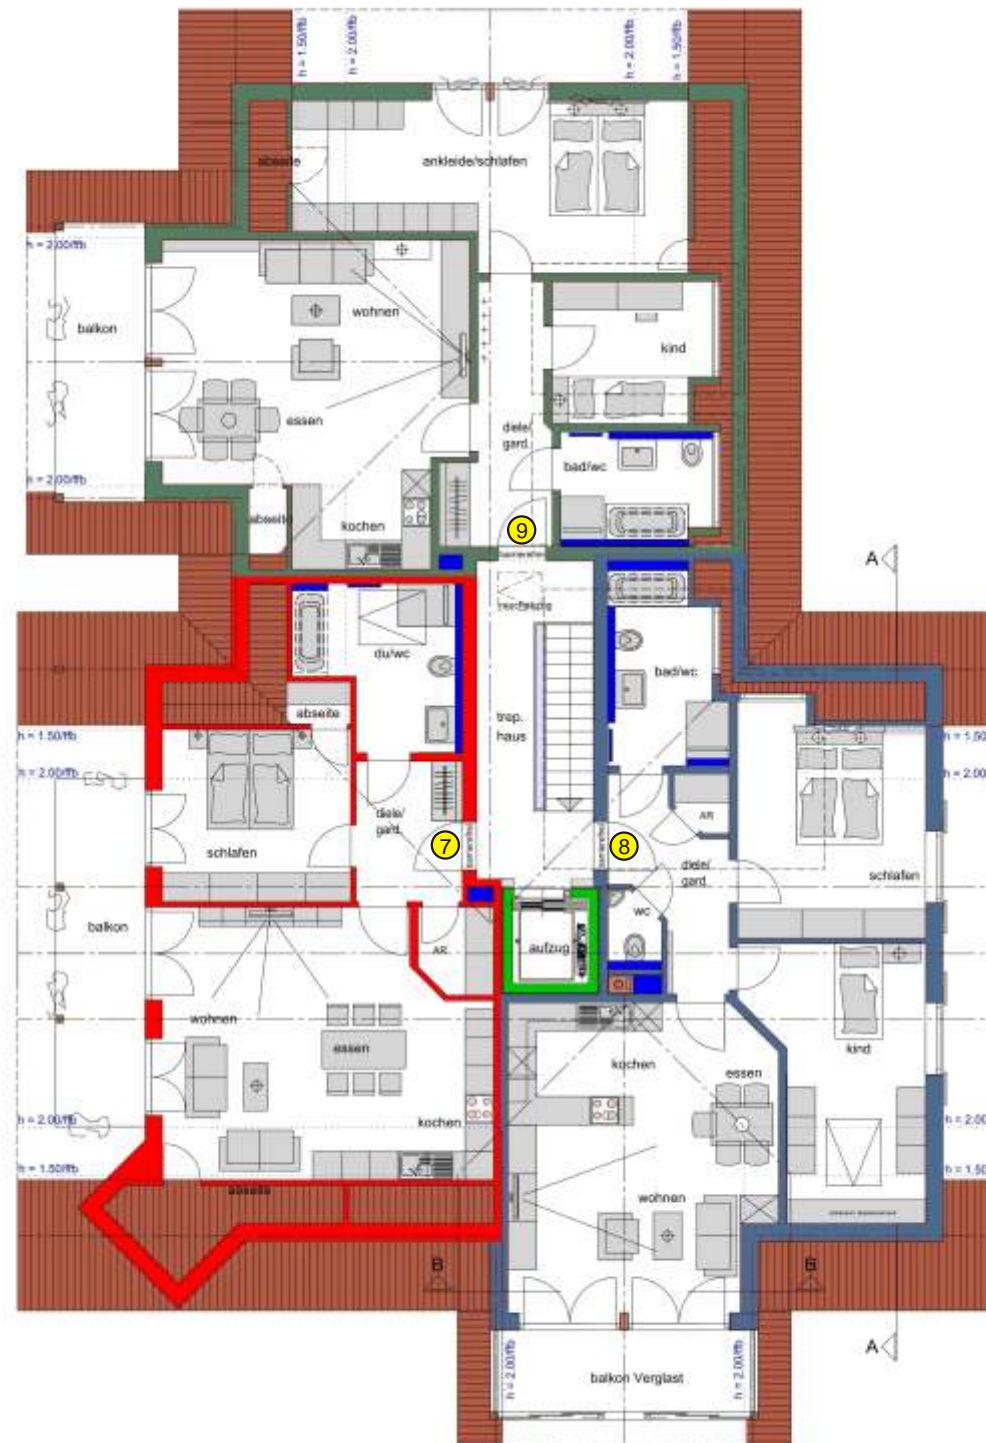 h = 1.50/ffb
h = 2.00/ffb
h = 2.00/ffb
h = 1.50/ffb
abseite
ankleide/schlafen
h = 2.00/ffb
balkon
wohnen
kind
essen
diele/
gard.
bad/wc
h = 2.00/ffb
abseite
kochen
9
A
du/wc
bad/wc
abseite
trep.
haus
h = 1.50/ffb
h = 1.50
h = 2.00/ffb
h = 2.00
diele/
gard.
AR
7
8
schlafen
diele/
gard.
schlafen
balkon
wc
AR
aufzug
wohnen
essen
kochen
essen
kind
h = 2.00/ffb
kochen
h = 2.00
h = 1.50/ffb
h = 1.50
abseite
wohnen
B
B
A
h = 2.00/ffb
balkon Verglast
h = 2.00/ffb